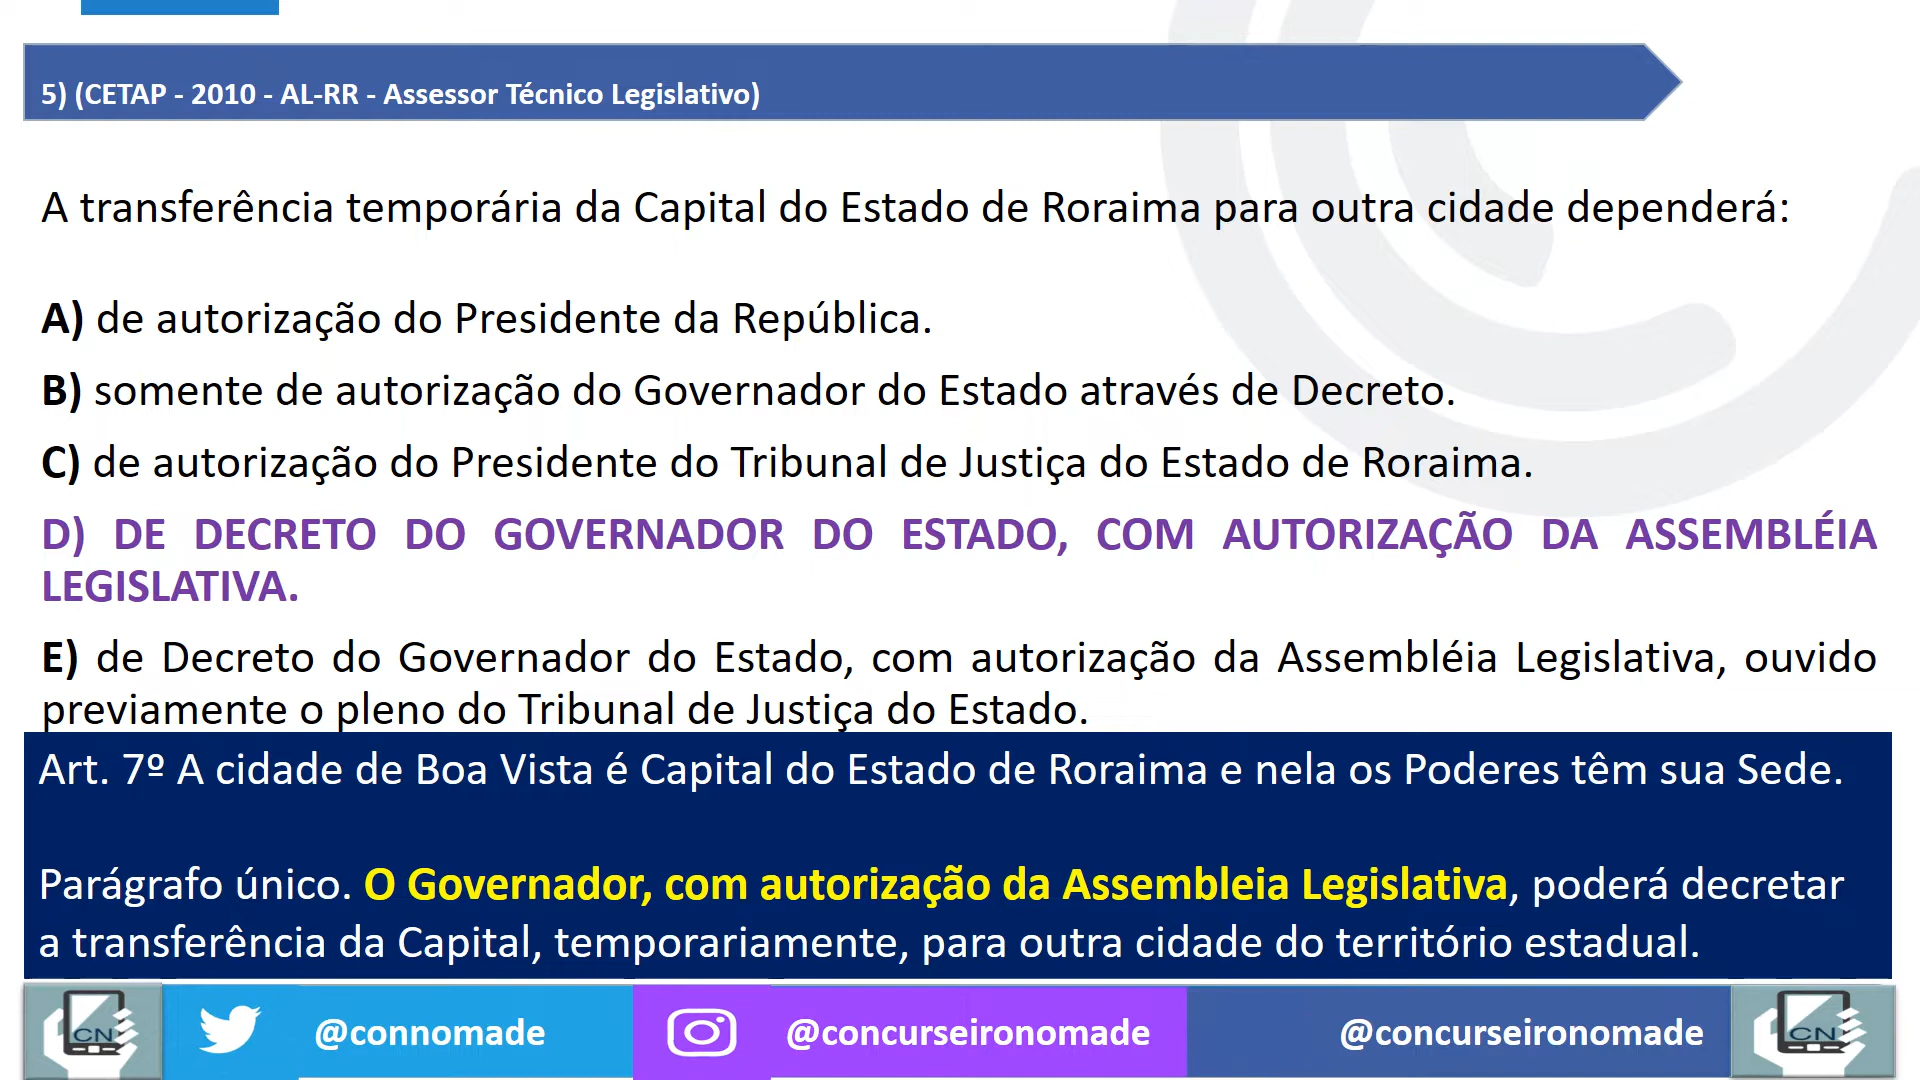 5) (CETAP - 2010 - AL-RR - Assessor Técnico Legislativo)
A transferência temporária da Capital do Estado de Roraima para outra cidade dependerá:
A) de autorização do Presidente da República.
B) somente de autorização do Governador do Estado através de Decreto.
C) de autorização do Presidente do Tribunal de Justiça do Estado de Roraima.
D) DE DECRETO DO GOVERNADOR DO ESTADO, COM AUTORIZAÇÃO DA ASSEMBLÉIA
LEGISLATIVA.
E) de Decreto do Governador do Estado, com autorização da Assembléia Legislativa, ouvido
previamente o pleno do Tribunal de Justiça do Estado.
Art. 7º A cidade de Boa Vista é Capital do Estado de Roraima e nela os Poderes têm sua Sede.
Parágrafo único. O Governador, com autorização da Assembleia Legislativa, poderá decretar
a transferência da Capital, temporariamente, para outra cidade do território estadual.
CN @connomade @concurseironomade @concurseironomade CN